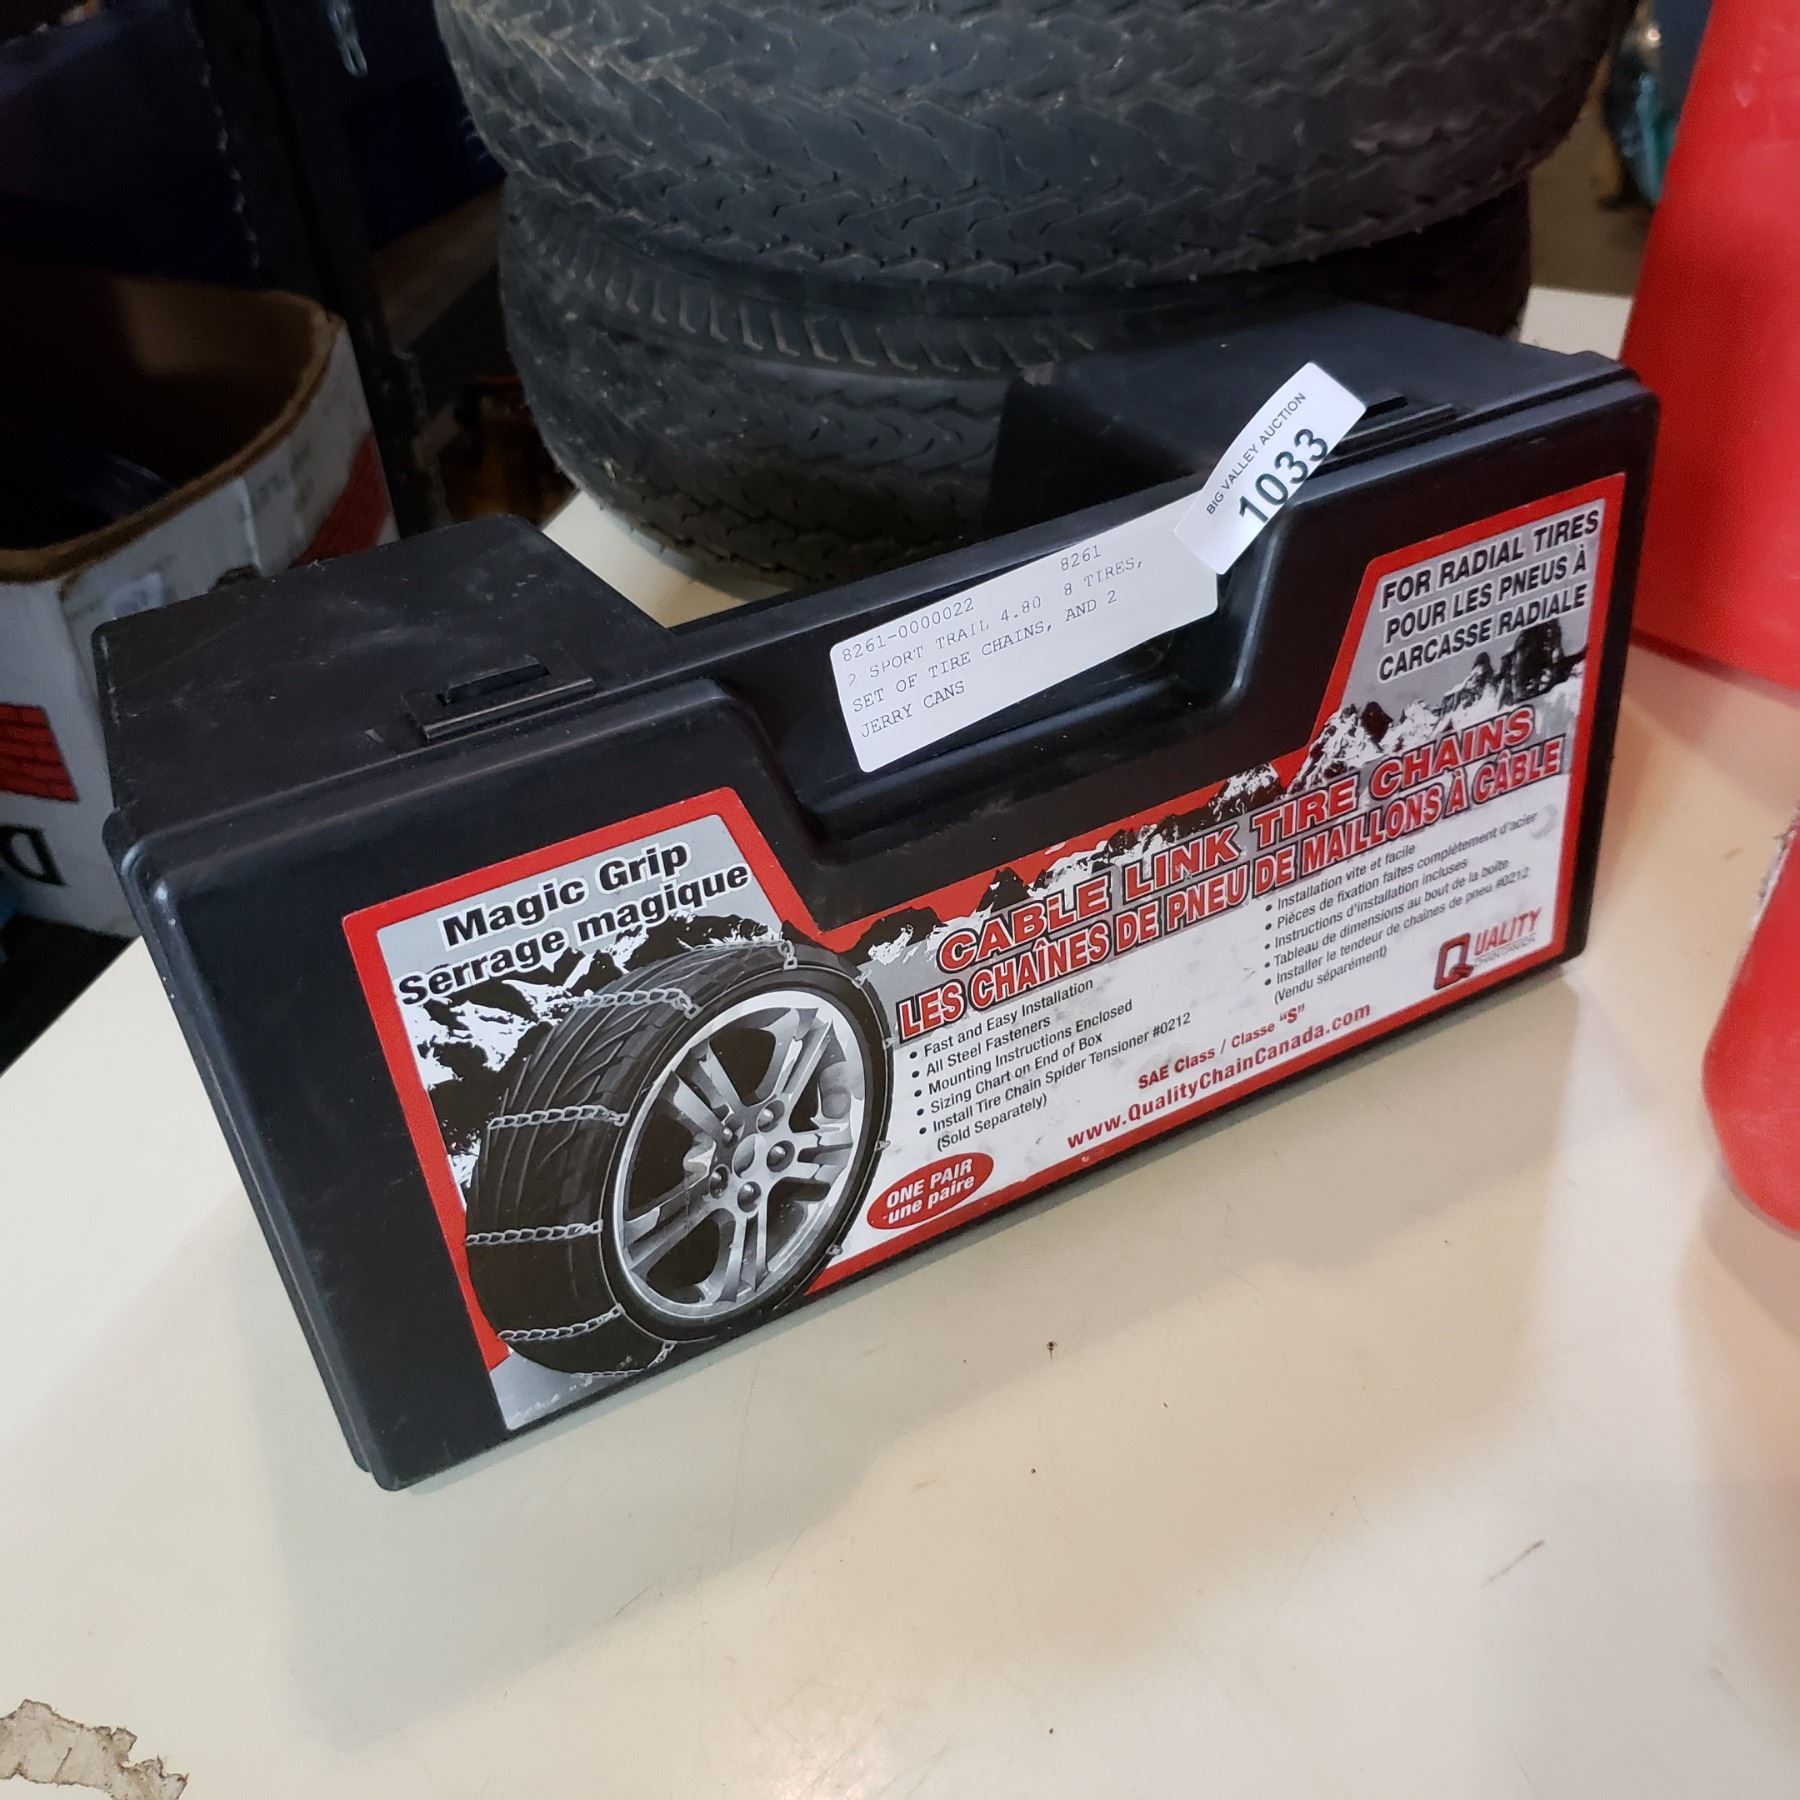 BIG VALLEY AUCTION
1033
8261-0000022 8261
2 SPORT TRAIL 4.80 8 TIRES,
SET OF TIRE CHAINS, AND 2
JERRY CANS
FOR RADIAL TIRES
POUR LES PNEUS À
CARCASSE RADIALE
Magic Grip
Serrage magique
CABLE LINK TIRE CHAINS
LES CHAÎNES DE PNEU DE MAILLONS À CÂBLE
• Fast and Easy Installation
• All Steel Fasteners
• Mounting Instructions Enclosed
• Sizing Chart on End of Box
• Install Tire Chain Spider Tensioner #0212
(Sold Separately)
• Installation vite et facile
• Pièces de fixation faites complètement d'acier
• Instructions d'installation incluses
• Tableau de dimensions au bout de la boîte
• Installer le tendeur de chaînes de pneu #0212
(Vendu séparément)
SAE Class / Classe "S"
www.QualityChainCanada.com
QUALITY
ONE PAIR
une paire
D